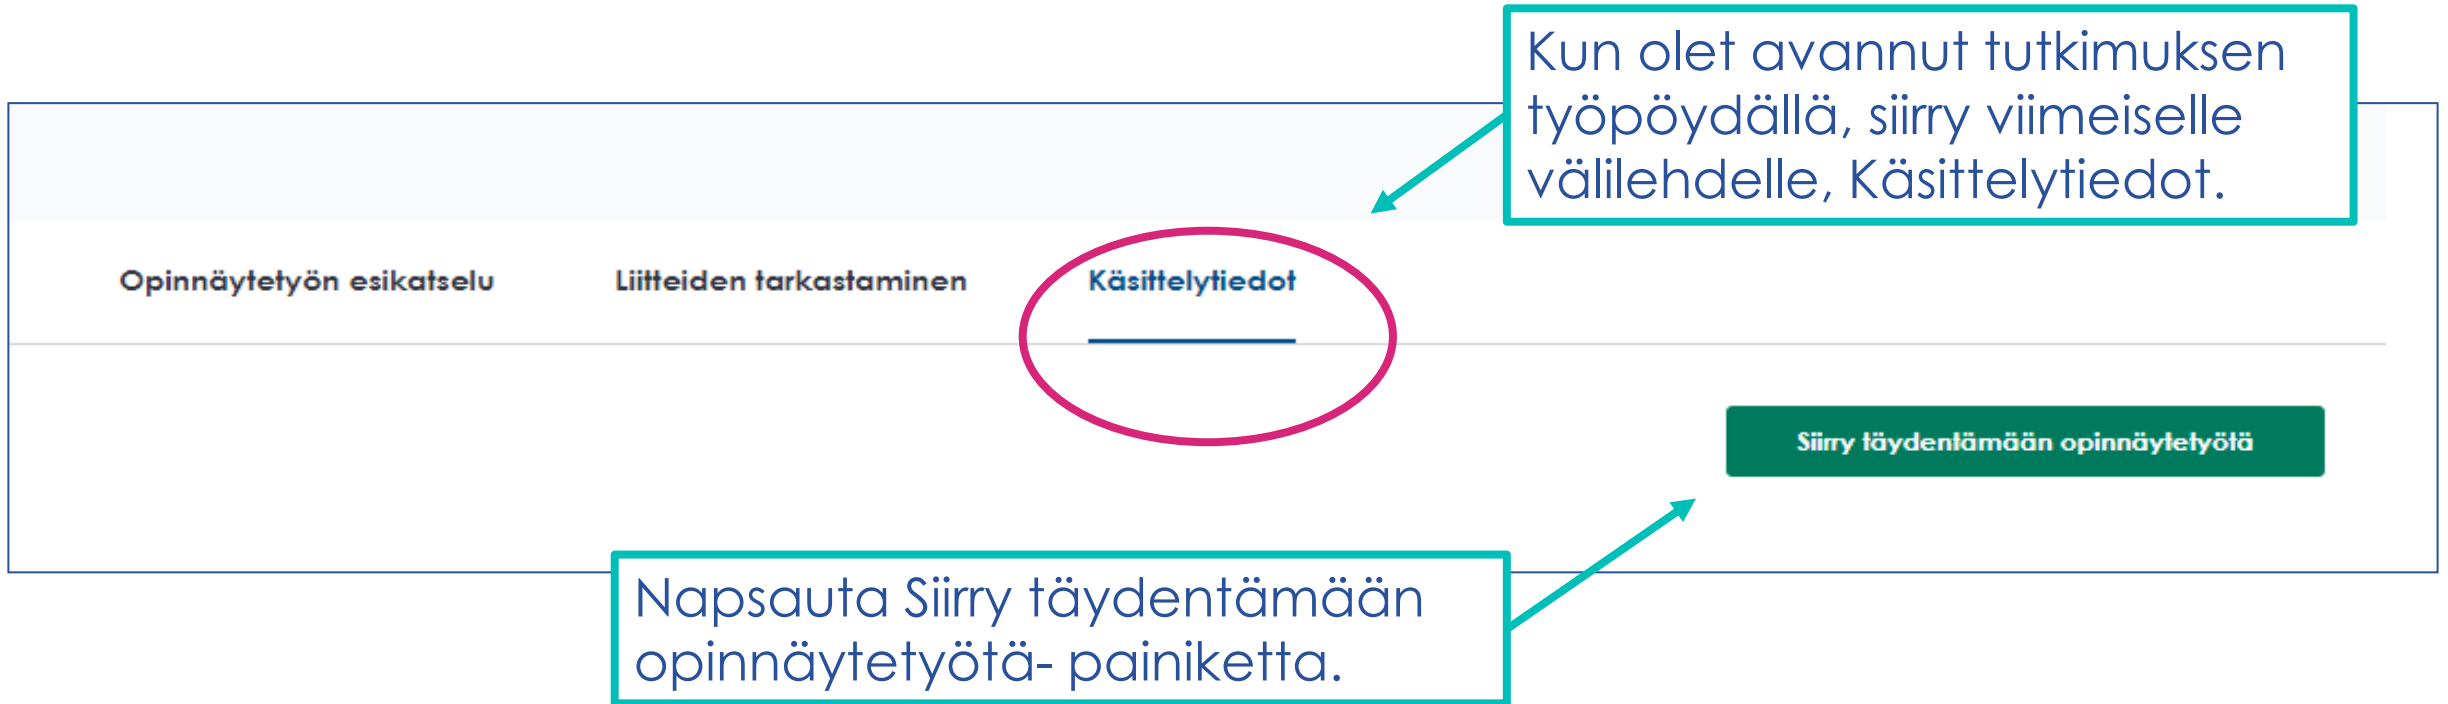 Kun olet avannut tutkimuksen
työpöydällä, siirry viimeiselle
välilehdelle, Käsittelytiedot.
Opinnäytetyön esikatselu
Liitteiden tarkastaminen
Käsittelytiedot
Siirry täydentämään opinnäytetyötä
Napsauta Siirry täydentämään
opinnäytetyötä- painiketta.